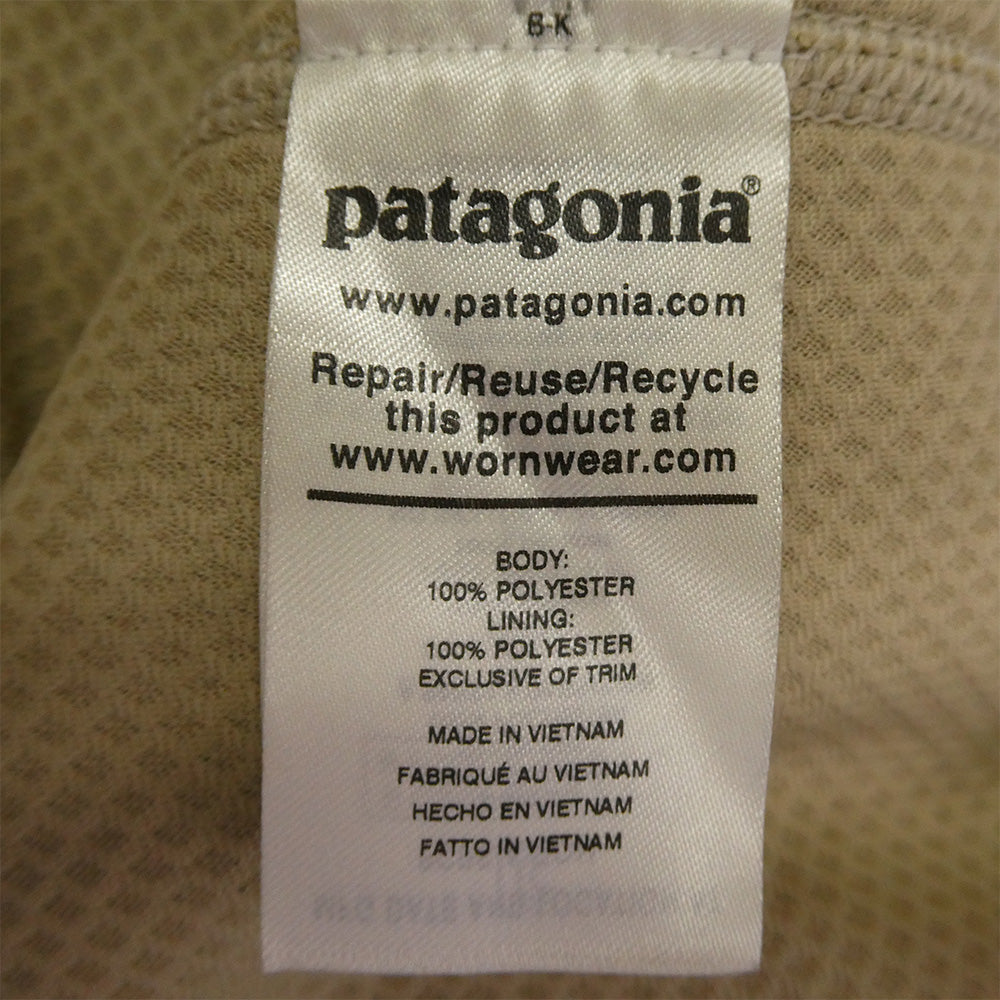 B-K
patagonia®
www.patagonia.com
Repair/Reuse/Recycle
this product at
www.wornwear.com
BODY:
100% POLYESTER
LINING:
100% POLYESTER
EXCLUSIVE OF TRIM
MADE IN VIETNAM
FABRIQUÉ AU VIETNAM
HECHO EN VIETNAM
FATTO IN VIETNAM